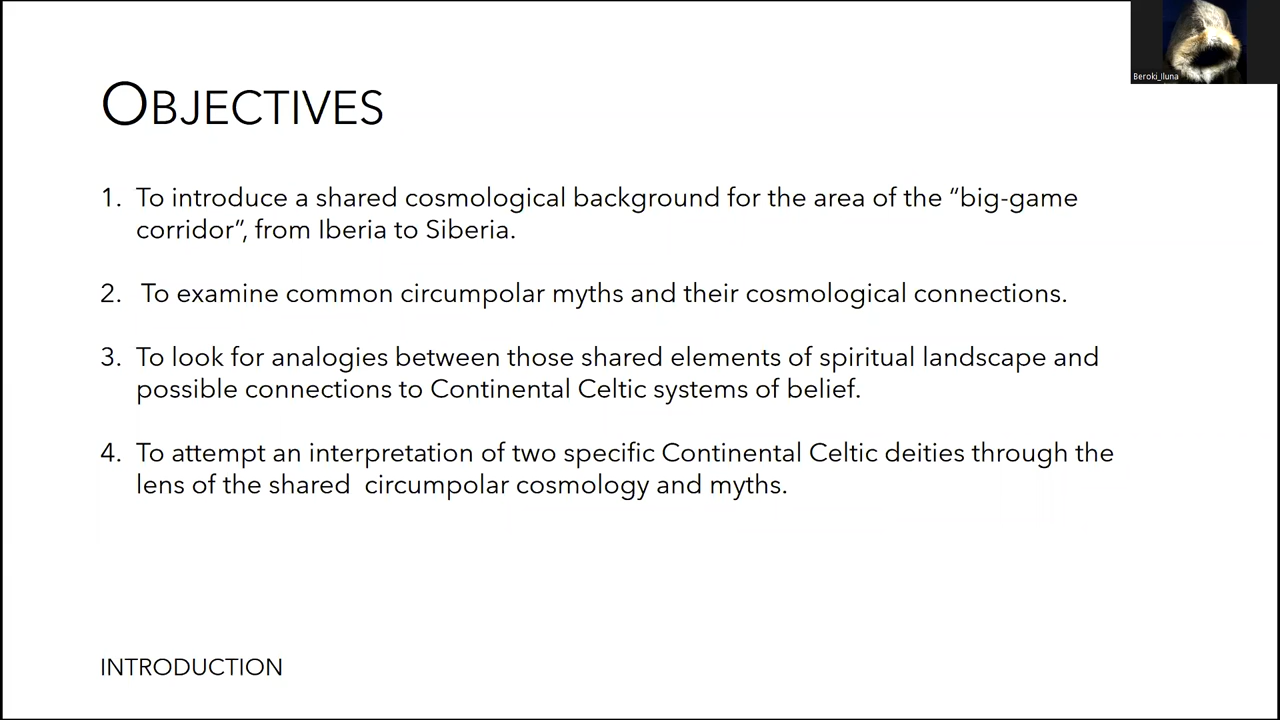 Beroki_Iluna
OBJECTIVES
1. To introduce a shared cosmological background for the area of the “big-game
corridor”, from Iberia to Siberia.
2. To examine common circumpolar myths and their cosmological connections.
3. To look for analogies between those shared elements of spiritual landscape and
possible connections to Continental Celtic systems of belief.
4. To attempt an interpretation of two specific Continental Celtic deities through the
lens of the shared circumpolar cosmology and myths.
INTRODUCTION